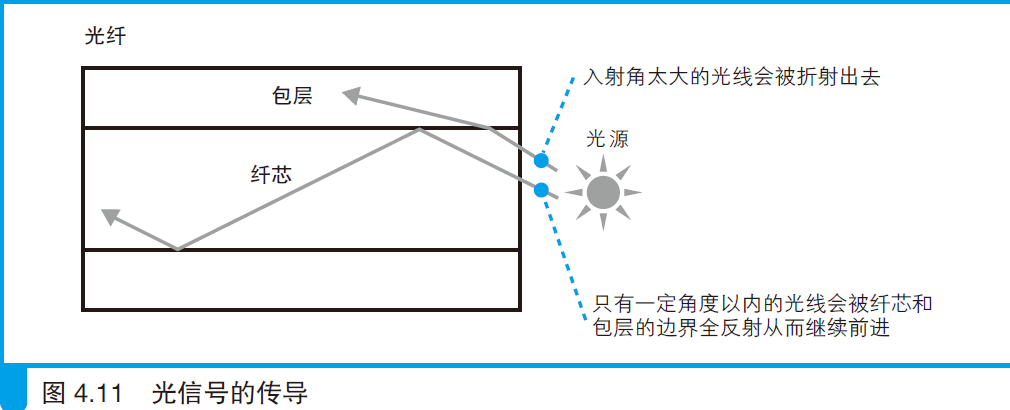 光纤
包层
入射角太大的光线会被折射出去
光源
纤芯
只有一定角度以内的光线会被纤芯和
包层的边界全反射从而继续前进
图 4.11 光信号的传导